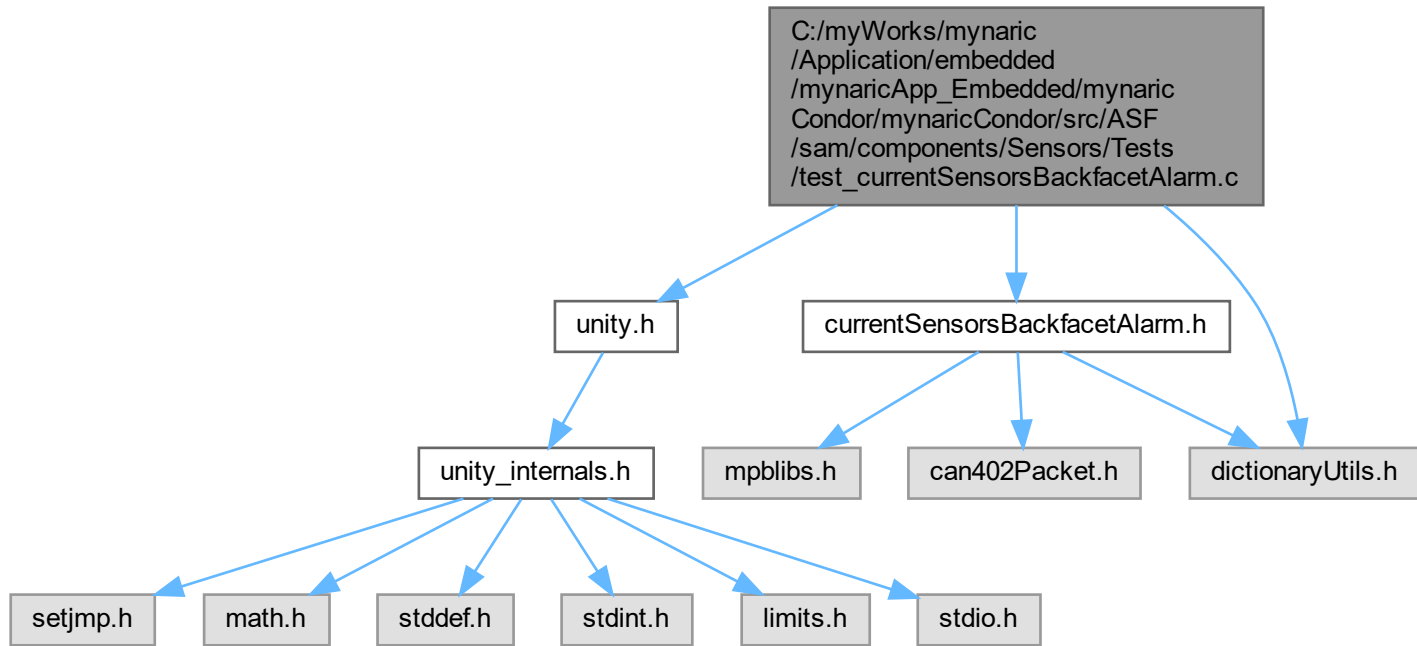 C:/myWorks/mynaric
/Application/embedded
/mynaricApp_Embedded/mynaric
Condor/mynaricCondor/src/ASF
/sam/components/Sensors/Tests
/test_currentSensorsBackfacetAlarm.c
unity.h
currentSensorsBackfacetAlarm.h
unity_internals.h
mpblibs.h
can402Packet.h
dictionaryUtils.h
setjmp.h
math.h
stddef.h
stdint.h
limits.h
stdio.h